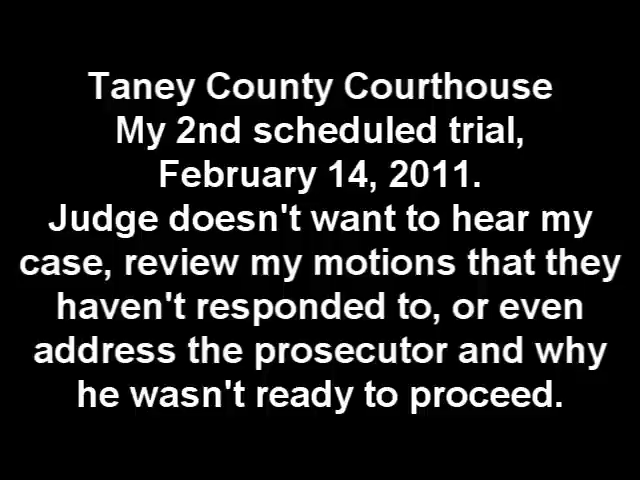 Taney County Courthouse
My 2nd scheduled trial,
February 14, 2011.
Judge doesn't want to hear my
case, review my motions that they
haven't responded to, or even
address the prosecutor and why
he wasn't ready to proceed.